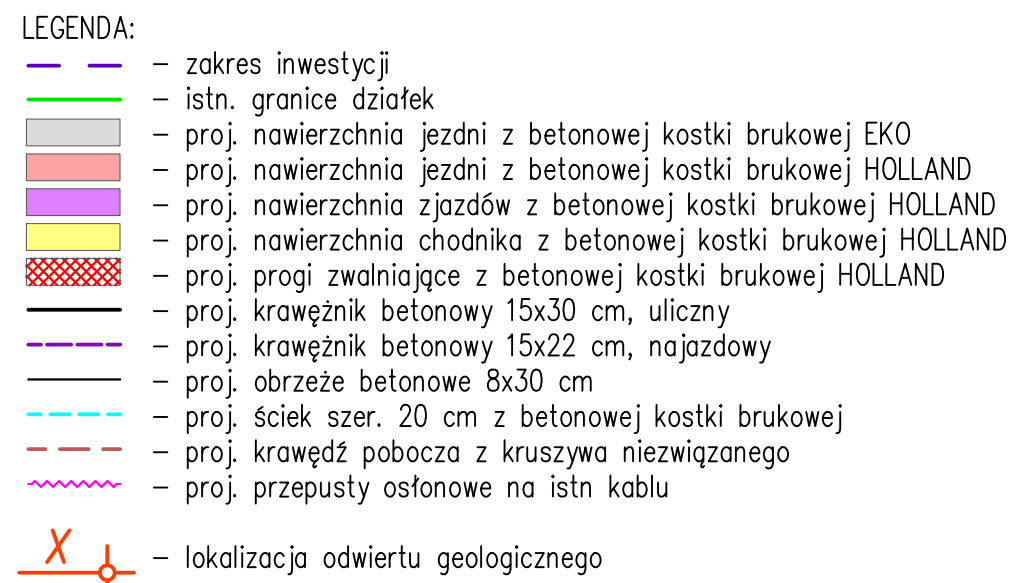 LEGENDA:
– zakres inwestycji
– istn. granice działek
– proj. nawierzchnia jezdni z betonowej kostki brukowej EKO
– proj. nawierzchnia jezdni z betonowej kostki brukowej HOLLAND
– proj. nawierzchnia zjazdów z betonowej kostki brukowej HOLLAND
– proj. nawierzchnia chodnika z betonowej kostki brukowej HOLLAND
– proj. progi zwalniające z betonowej kostki brukowej HOLLAND
– proj. krawężnik betonowy 15x30 cm, uliczny
– proj. krawężnik betonowy 15x22 cm, najazdowy
– proj. obrzeże betonowe 8x30 cm
– proj. ściek szer. 20 cm z betonowej kostki brukowej
– proj. krawędź pobocza z kruszywa niezwiązanego
– proj. przepusty osłonowe na istn kablu
X – lokalizacja odwiertu geologicznego